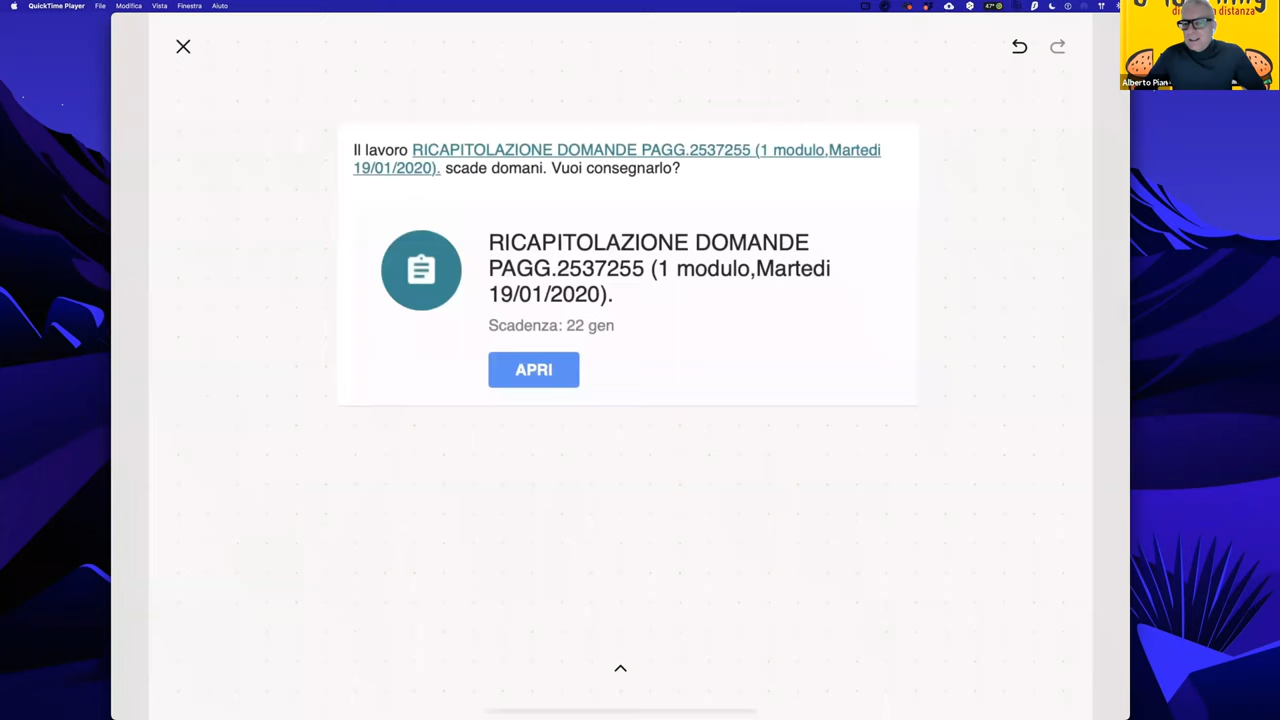 QuickTime Player File Modifica Vista Finestra Aiuto
47°
distanza
Alberto Pian
Il lavoro RICAPITOLAZIONE DOMANDE PAGG.2537255 (1 modulo,Martedi
19/01/2020). scade domani. Vuoi consegnarlo?
RICAPITOLAZIONE DOMANDE
PAGG.2537255 (1 modulo,Martedi
19/01/2020).
Scadenza: 22 gen
APRI